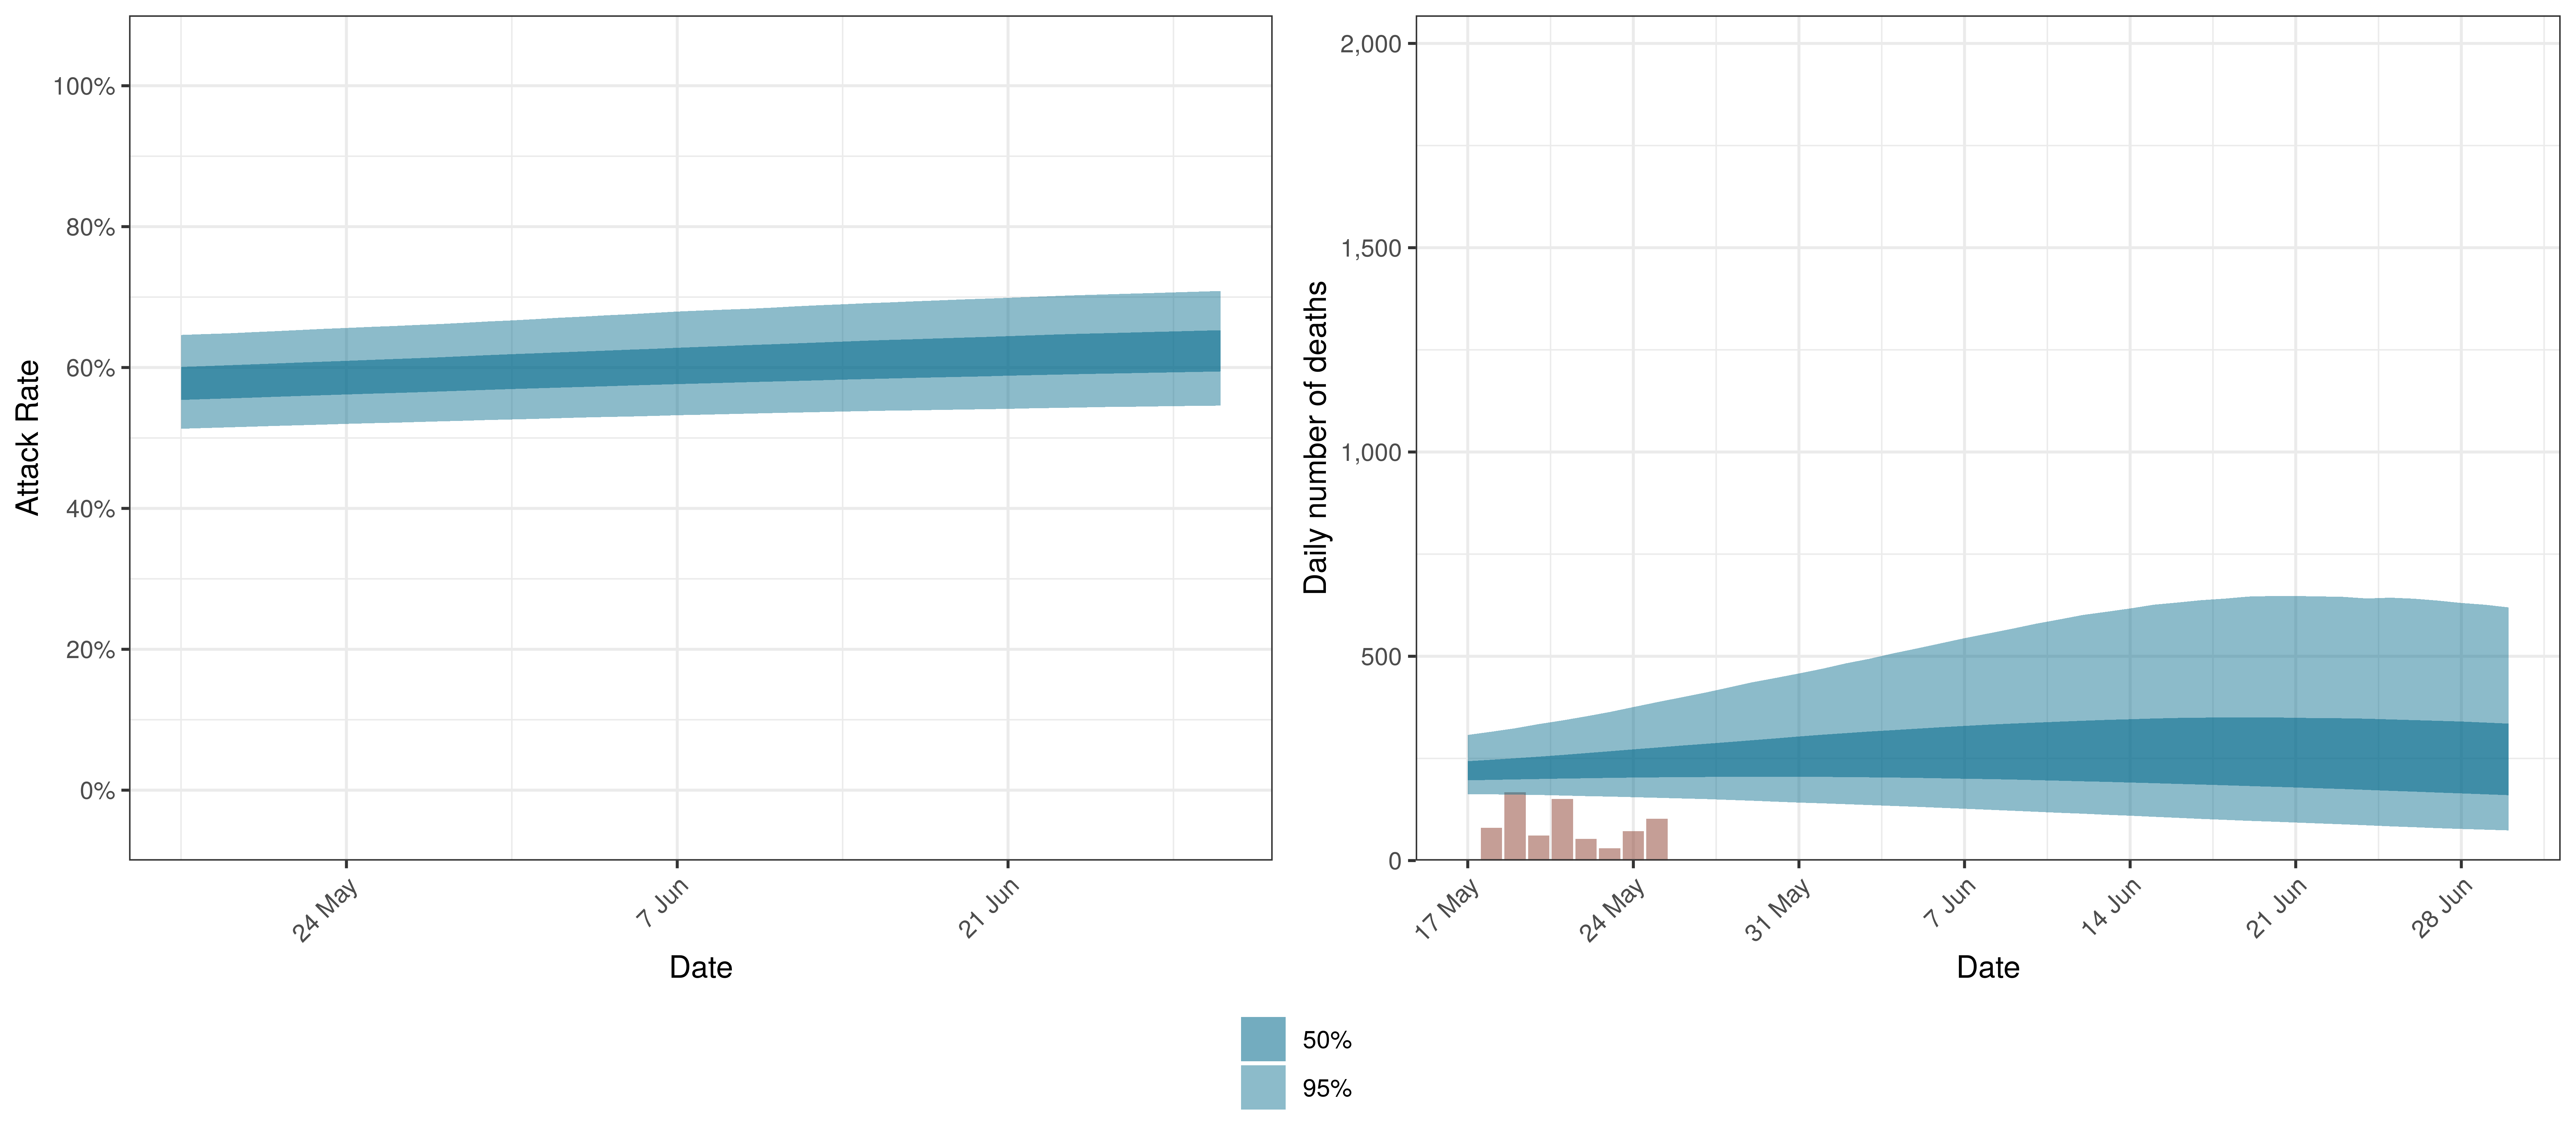 Attack Rate
100%
80%
60%
40%
20%
0%
24 May
7 Jun
21 Jun
Date
Daily number of deaths
2,000
1,500
1,000
500
0
17 May
24 May
31 May
7 Jun
14 Jun
21 Jun
28 Jun
Date
50%
95%